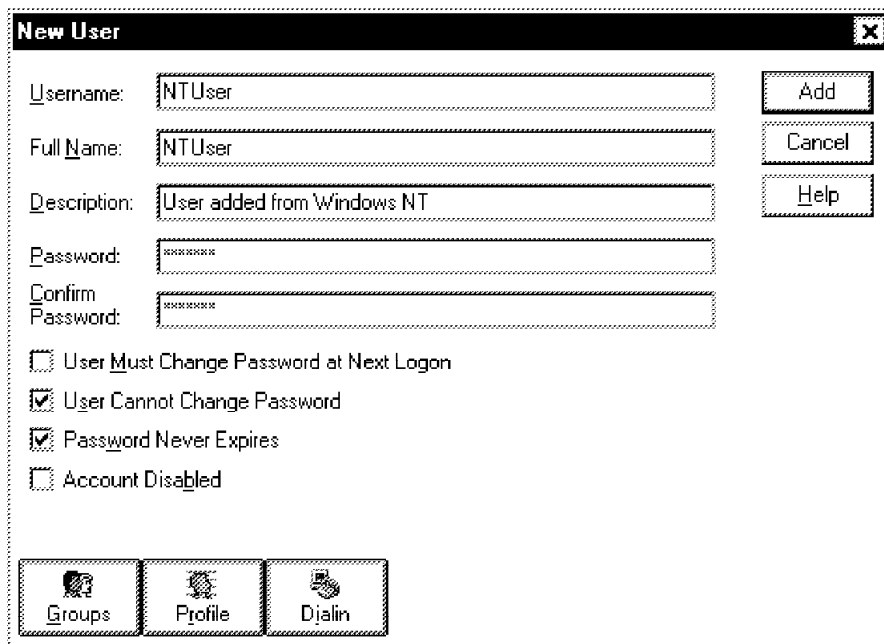 New User
Username: NTUser
Full Name: NTUser
Description: User added from Windows NT
Password: *******
Confirm
Password: *******
User Must Change Password at Next Logon
User Cannot Change Password
Password Never Expires
Account Disabled
Add
Cancel
Help
Groups Profile Dialin